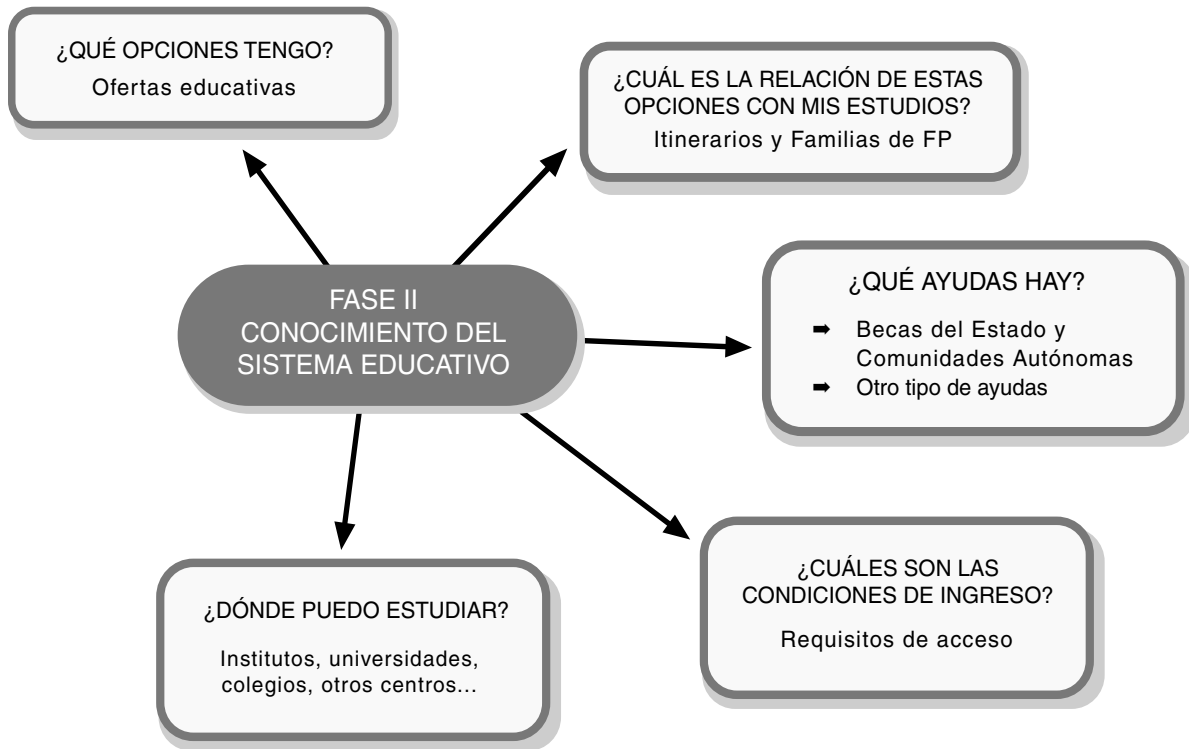 ¿QUÉ OPCIONES TENGO?
Ofertas educativas
¿CUÁL ES LA RELACIÓN DE ESTAS
OPCIONES CON MIS ESTUDIOS?
Itinerarios y Familias de FP
FASE II
CONOCIMIENTO DEL
SISTEMA EDUCATIVO
¿QUÉ AYUDAS HAY?
➡ Becas del Estado y
Comunidades Autónomas
➡ Otro tipo de ayudas
¿DÓNDE PUEDO ESTUDIAR?
Institutos, universidades,
colegios, otros centros...
¿CUÁLES SON LAS
CONDICIONES DE INGRESO?
Requisitos de acceso